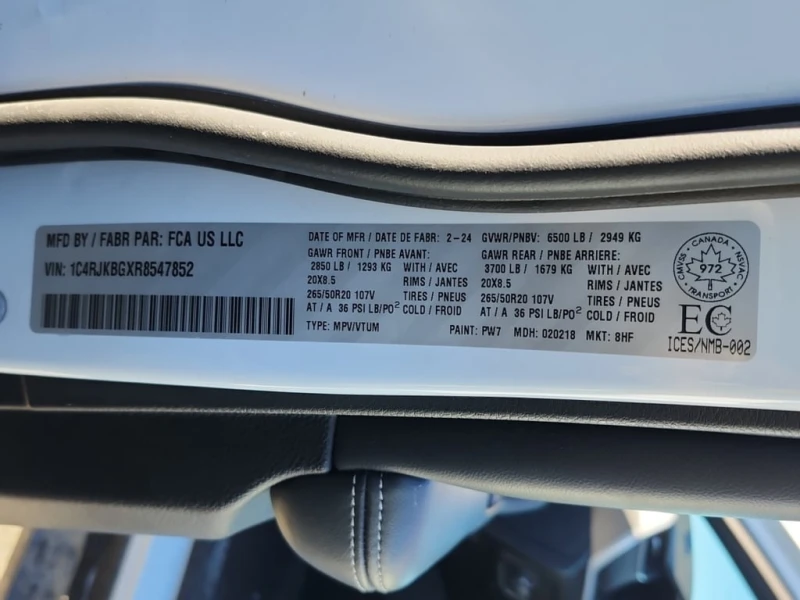 MFD BY / FABR PAR: FCA US LLC
VIN: 1C4RJKBGXR8547852
DATE OF MFR / DATE DE FABR: 2-24
GAWR FRONT / PNBE AVANT:
2850 LB / 1293 KG WITH / AVEC
20X8.5 RIMS / JANTES
265/50R20 107V TIRES / PNEUS
AT / A 36 PSI LB/PO² COLD / FROID
TYPE: MPV/VTUM
GVWR/PNBV: 6500 LB / 2949 KG
GAWR REAR / PNBE ARRIERE:
3700 LB / 1679 KG WITH / AVEC
20X8.5 RIMS / JANTES
265/50R20 107V TIRES / PNEUS
AT / A 36 PSI LB/PO² COLD / FROID
PAINT: PW7 MDH: 020218 MKT: 8HF
CANADA
CMVSS
972
NSVAC
TRANSPORT
EC
ICES/NMB-002